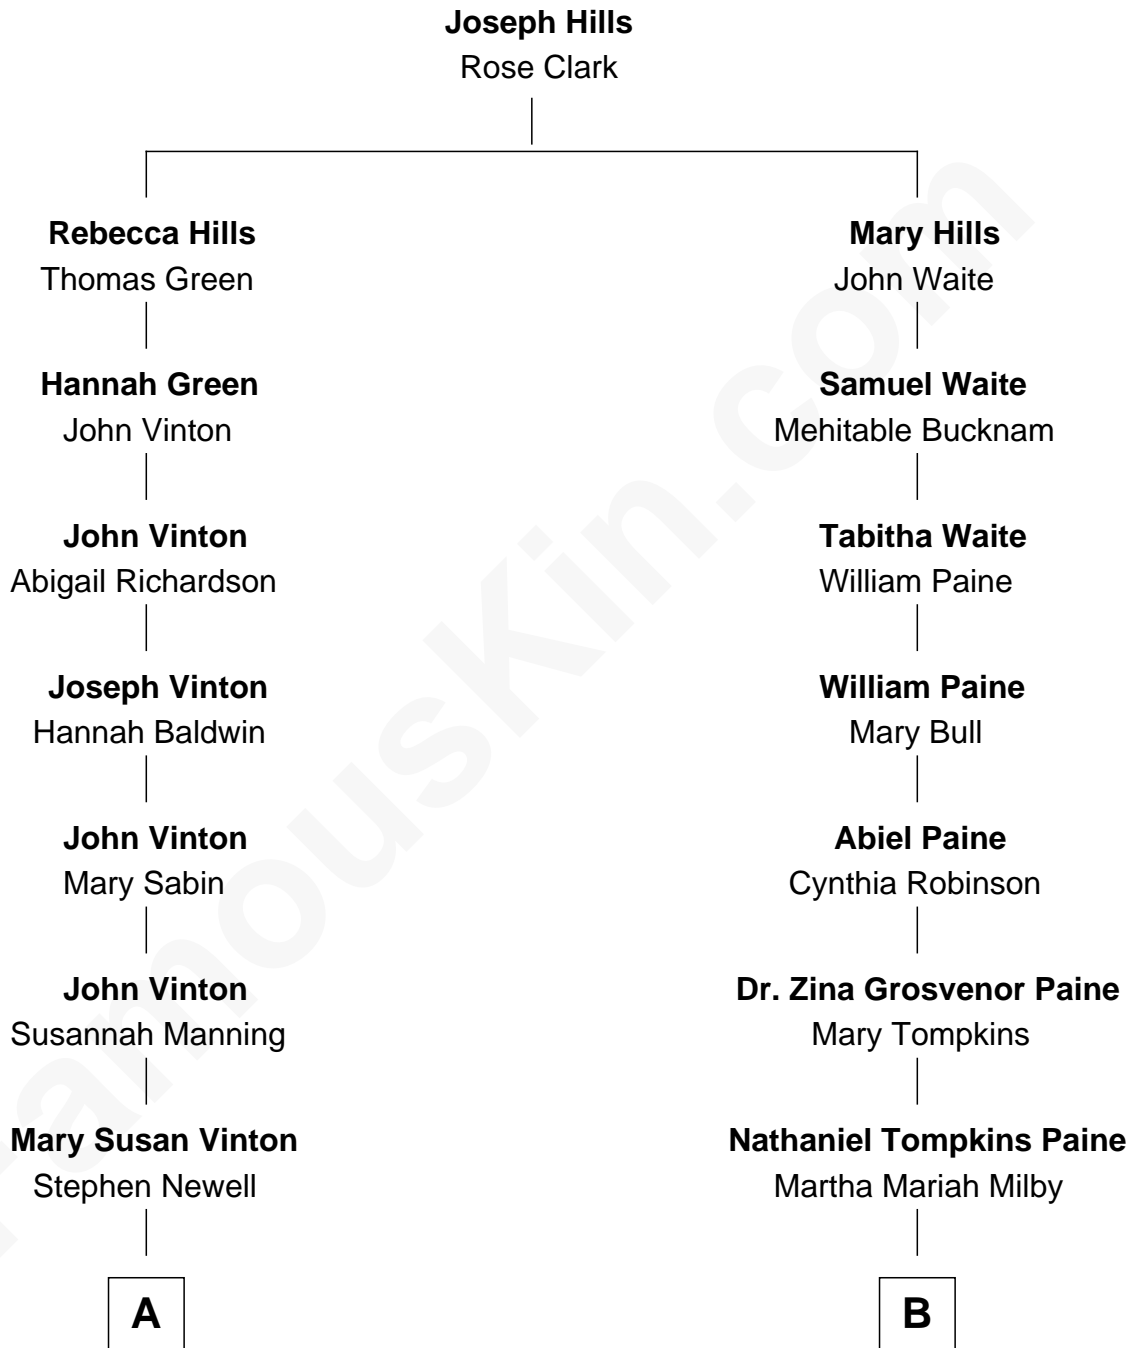 Joseph Hills
Rose Clark
Rebecca Hills
Thomas Green
Hannah Green
John Vinton
John Vinton
Abigail Richardson
Joseph Vinton
Hannah Baldwin
John Vinton
Mary Sabin
John Vinton
Susannah Manning
Mary Susan Vinton
Stephen Newell
A
Mary Hills
John Waite
Samuel Waite
Mehitable Bucknam
Tabitha Waite
William Paine
William Paine
Mary Bull
Abiel Paine
Cynthia Robinson
Dr. Zina Grosvenor Paine
Mary Tompkins
Nathaniel Tompkins Paine
Martha Mariah Milby
B
FamousKin.com